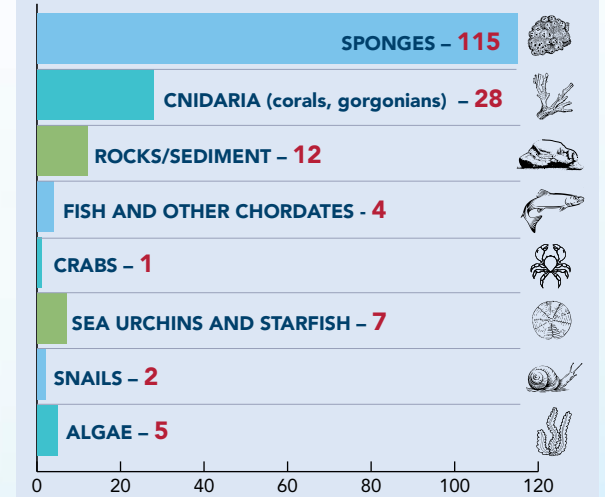 SPONGES – 115
CNIDARIA (corals, gorgonians) – 28
ROCKS/SEDIMENT – 12
FISH AND OTHER CHORDATES - 4
CRABS – 1
SEA URCHINS AND STARFISH – 7
SNAILS – 2
ALGAE – 5
0 20 40 60 80 100 120